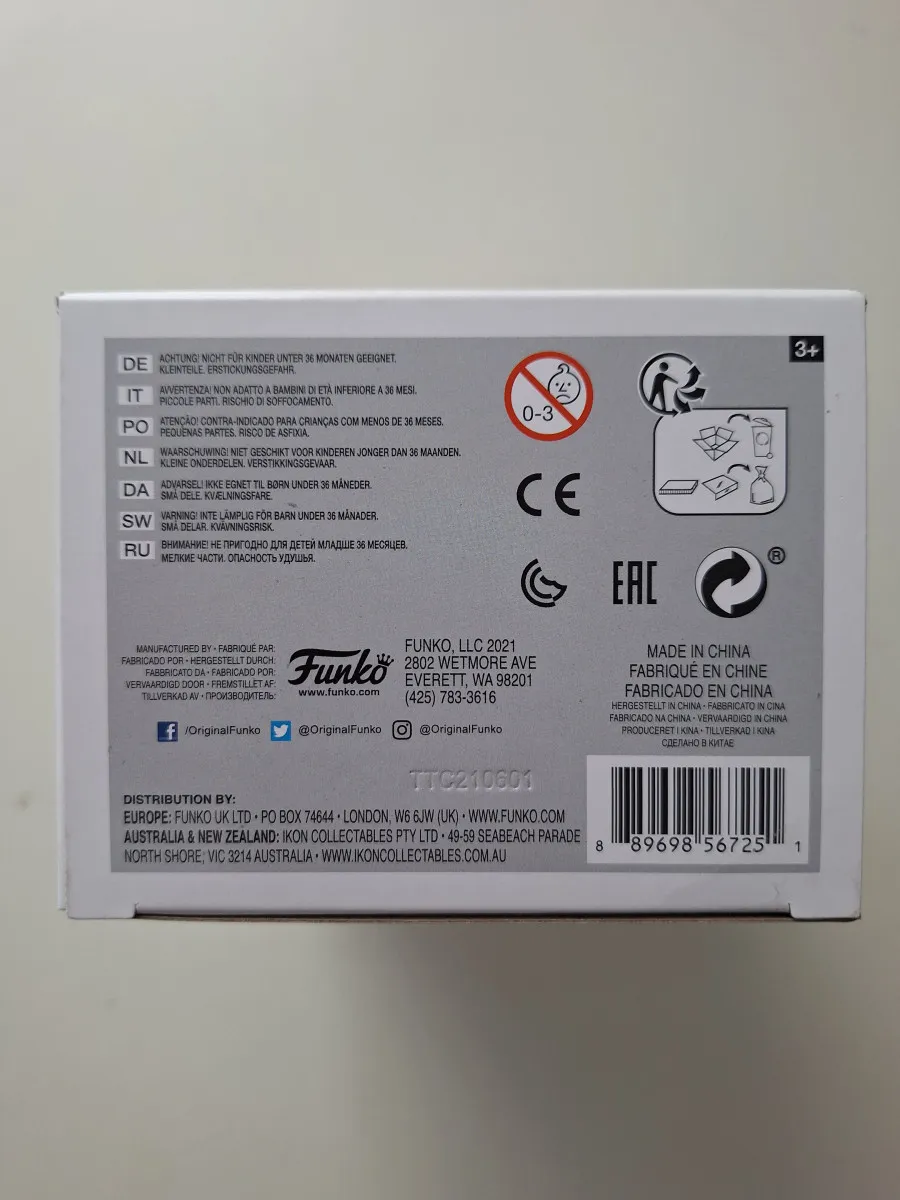 3+
DE ACHTUNG! NICHT FÜR KINDER UNTER 36 MONATEN GEEIGNET.
KLEINTEILE. ERSTICKUNGSGEFAHR.
IT AVVERTENZA! NON ADATTO A BAMBINI DI ETÀ INFERIORE A 36 MESI.
PICCOLE PARTI. RISCHIO DI SOFFOCAMENTO.
PO ATENÇÃO! CONTRA-INDICADO PARA CRIANÇAS COM MENOS DE 36 MESES.
PEQUENAS PARTES. RISCO DE ASFIXIA.
NL WAARSCHUWING! NIET GESCHIKT VOOR KINDEREN JONGER DAN 36 MAANDEN.
KLEINE ONDERDELEN. VERSTIKKINGSGEVAAR.
DA ADVARSEL! IKKE EGNET TIL BØRN UNDER 36 MÅNEDER.
SMÅ DELE. KVÆLNINGSFARE.
SW VARNING! INTE LÄMPLIG FÖR BARN UNDER 36 MÅNADER.
SMÅ DELAR. KVÄVNINGSRISK.
RU ВНИМАНИЕ! НЕ ПРИГОДНО ДЛЯ ДЕТЕЙ МЛАДШЕ 36 МЕСЯЦЕВ.
МЕЛКИЕ ЧАСТИ. ОПАСНОСТЬ УДУШЬЯ.
0-3
CE
EAC
®
MANUFACTURED BY • FABRIQUÉ PAR:
FABRICADO POR • HERGESTELLT DURCH:
FABBRICATO DA • FABRICADO POR:
VERVAARDIGD DOOR • FREMSTILLET AF:
TILLVERKAD AV • ПРОИЗВОДИТЕЛЬ:
Funko
www.funko.com
FUNKO, LLC 2021
2802 WETMORE AVE
EVERETT, WA 98201
(425) 783-3616
MADE IN CHINA
FABRIQUÉ EN CHINE
FABRICADO EN CHINA
HERGESTELLT IN CHINA • FABBRICATO IN CINA
FABRICADO NA CHINA • VERVAARDIGD IN CHINA
PRODUCERET I KINA • TILLVERKAD I KINA
СДЕЛАНО В КИТАЕ
/OriginalFunko @OriginalFunko @OriginalFunko
TTC210601
DISTRIBUTION BY:
EUROPE: FUNKO UK LTD • PO BOX 74644 • LONDON, W6 6JW (UK) • WWW.FUNKO.COM
AUSTRALIA & NEW ZEALAND: IKON COLLECTABLES PTY LTD • 49-59 SEABEACH PARADE
NORTH SHORE; VIC 3214 AUSTRALIA • WWW.IKONCOLLECTABLES.COM.AU
8 89698 56725 1